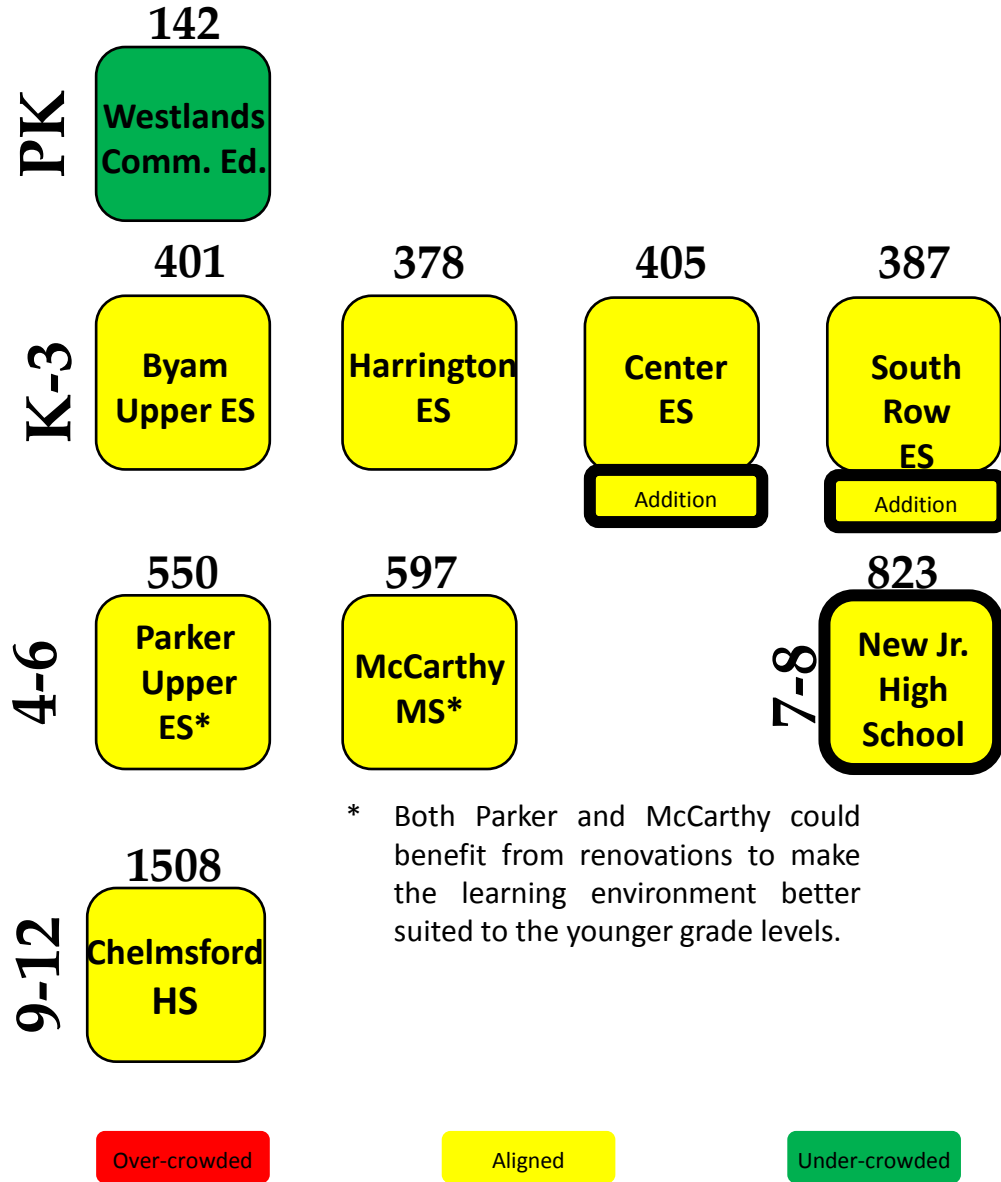 142
PK
Westlands
Comm. Ed.
401
378
405
387
K-3
Byam
Upper ES
Harrington
ES
Center
ES
South
Row
ES
Addition
Addition
550
597
823
4-6
Parker
Upper
ES*
McCarthy
MS*
7-8
New Jr.
High
School
* Both Parker and McCarthy could
benefit from renovations to make
the learning environment better
suited to the younger grade levels.
1508
9-12
Chelmsford
HS
Over-crowded
Aligned
Under-crowded